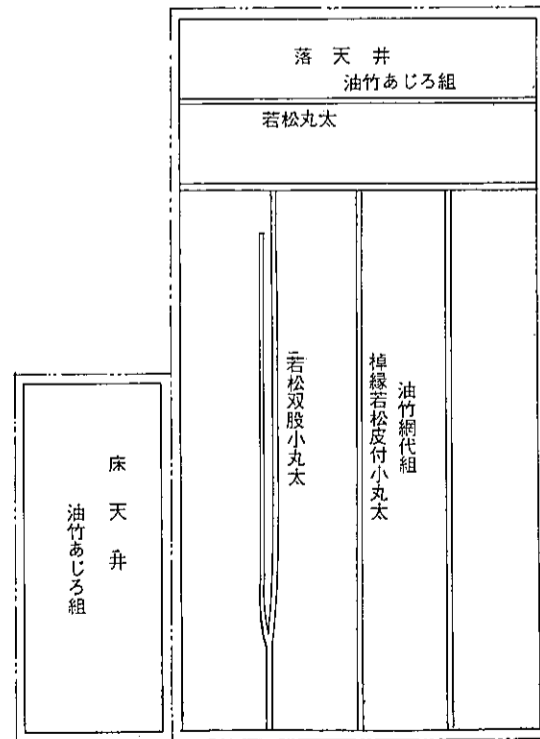 落天井
油竹あじろ組
若松丸太
油竹網代組
棹縁若松皮付小丸太
若松双股小丸太
床天井
油竹あじろ組